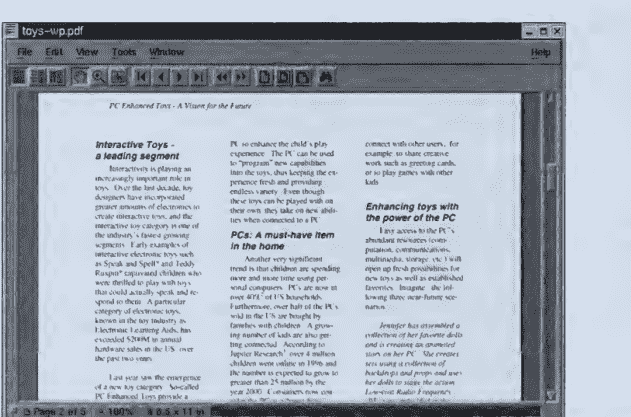 toys-wp.pdf
File Edit View Tools Window Help
PC Enhanced Toys - A Vision for the Future
Interactive Toys -
a leading segment
Interactivity is playing an
increasingly important role in
toys. Over the last decade, toy
designers have incorporated
greater amounts of electronics to
create interactive toys, and the
interactive toy category is one of
the industry's fastest growing
segments. Early examples of
interactive electronic toys such
as Speak and Spell* and Teddy
Ruxpin* captivated children who
were thrilled to play with toys
that could actually speak and re-
spond to them. A particular
category of electronic toys,
known in the toy industry as
Electronic Learning Aids, has
exceeded $200M in annual
hardware sales in the US over
the past two years.
Last year saw the emergence
of a new toy category. So-called
PC Enhanced Toys provide a
PC to enhance the child's play
experience. The PC can be used
to "program" new capabilities
into the toys, thus keeping the ex-
perience fresh and providing
endless variety. Even though
these toys can be played with on
their own, they take on new abili-
ties when connected to a PC.
PCs: A must-have item
in the home
Another very significant
trend is that children are spending
more and more time using per-
sonal computers. PC's are now in
over 40% of US households.
Furthermore, over half of the PC's
sold in the US are bought by
families with children. A grow-
ing number of kids are also get-
ting connected. According to
Jupiter Research over 4 million
children were online in 1996 and
the number is expected to grow to
greater than 25 million by the
year 2000. Consumers now can
connect with other users, for
example, to share creative
work such as greeting cards,
or to play games with other
kids.
Enhancing toys with
the power of the PC
Easy access to the PC's
abundant resources (com-
putation, communications,
multimedia, storage, etc.) will
open up fresh possibilities for
new toys as well as established
favorites. Imagine the fol-
lowing three near-future sce-
narios.
Jennifer has assembled a
collection of her favorite dolls
and is creating an animated
story on her PC. She creates
sets using a collection of
backdrops and props and uses
her dolls to stage the action.
Low-cost Radio Frequency
Page 2 of 5 100% 8.5 x 11 in